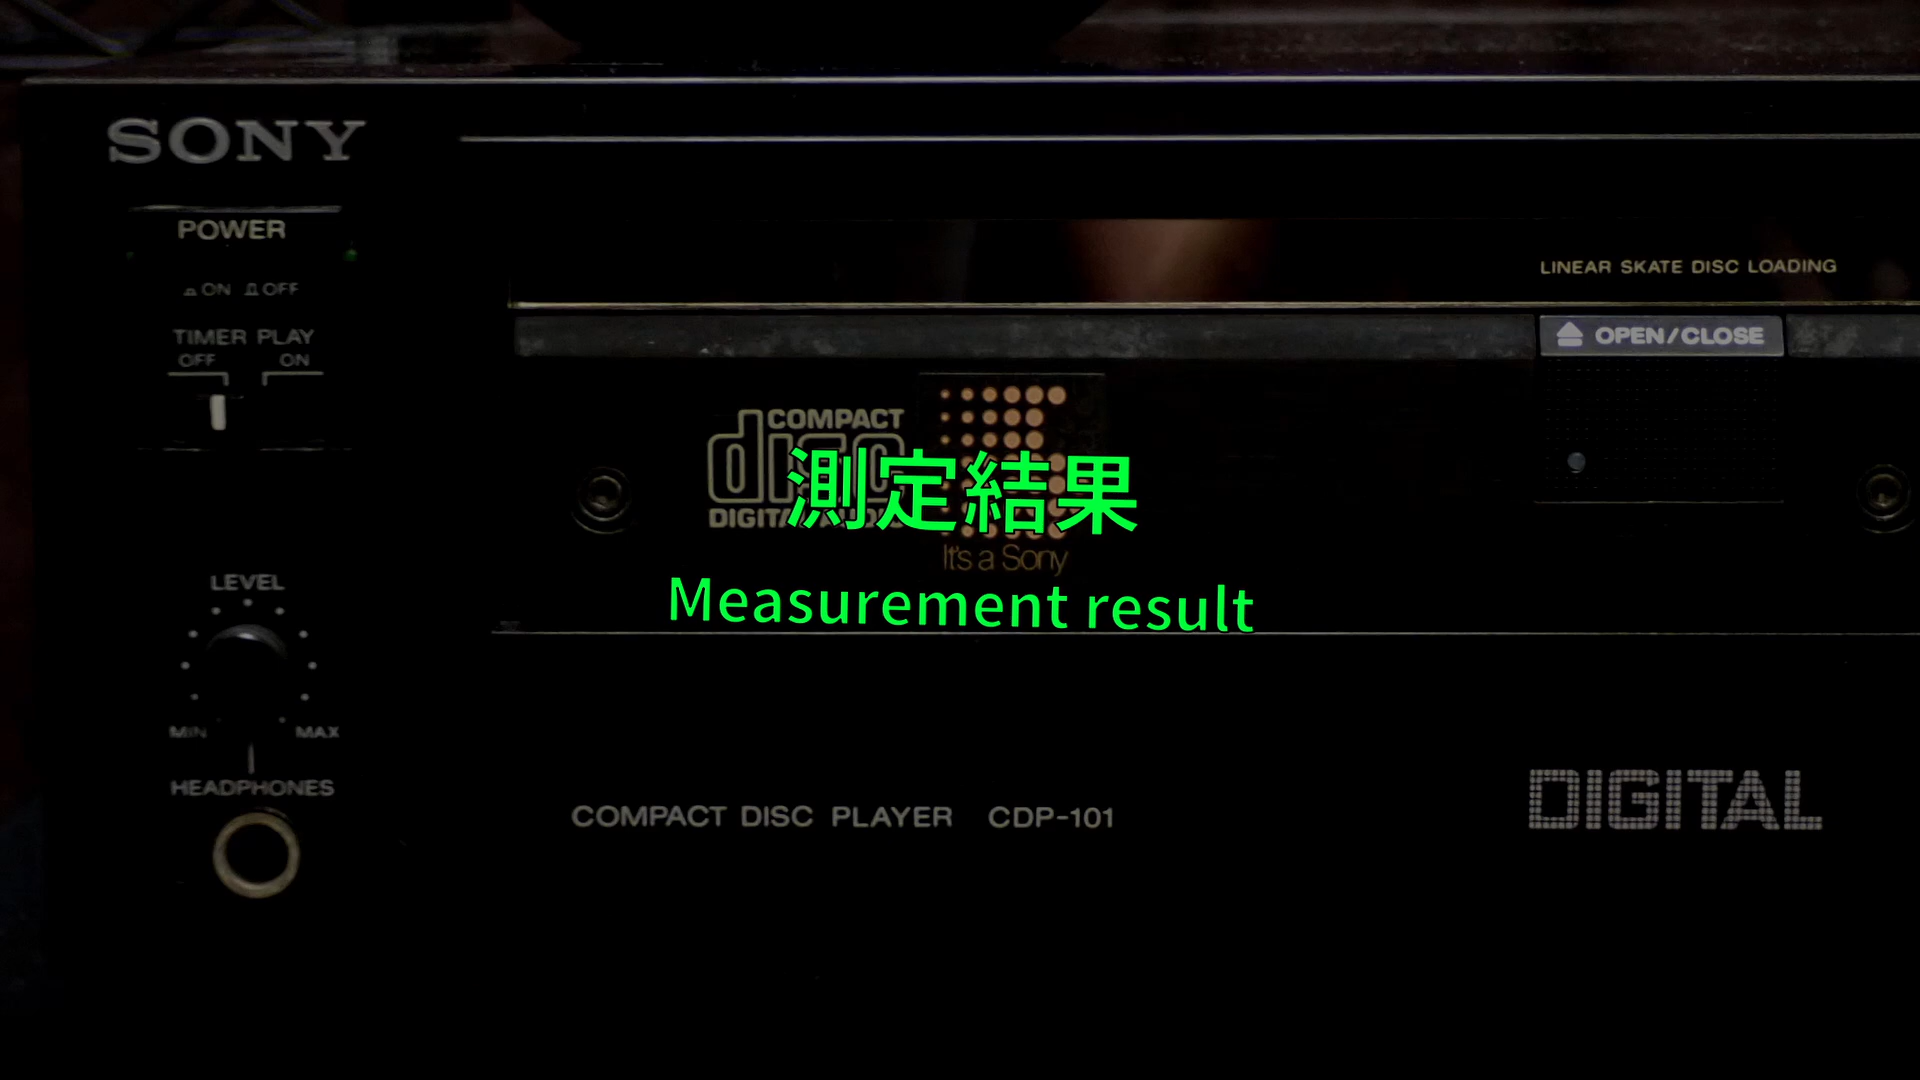 SONY
POWER
ON OFF
TIMER PLAY
OFF ON
LINEAR SKATE DISC LOADING
OPEN/CLOSE
COMPACT
disc
DIGITAL AUDIO
It's a Sony
測定結果
Measurement result
LEVEL
MIN MAX
HEADPHONES
COMPACT DISC PLAYER CDP-101
DIGITAL